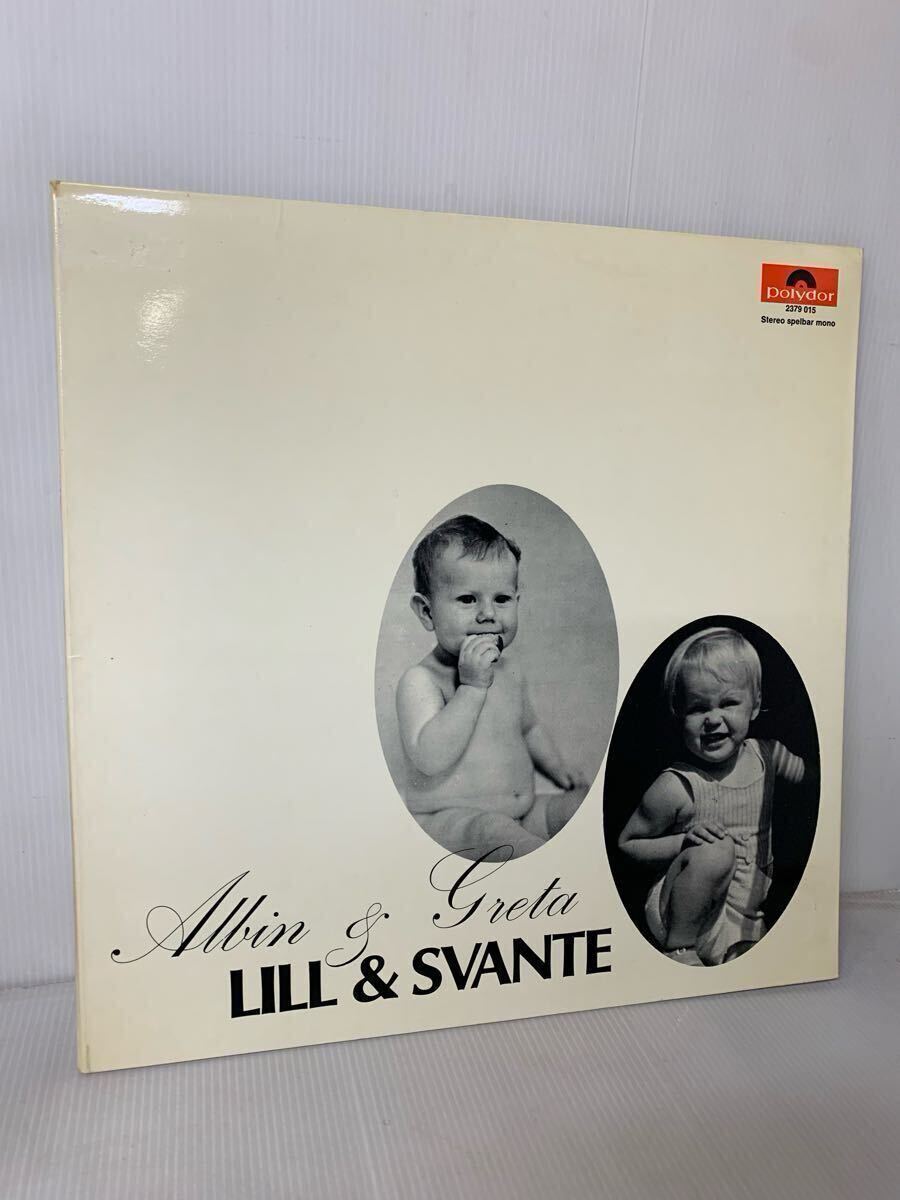 polydor
2379 015
Stereo spelbar mono
Albin & Greta
LILL & SVANTE